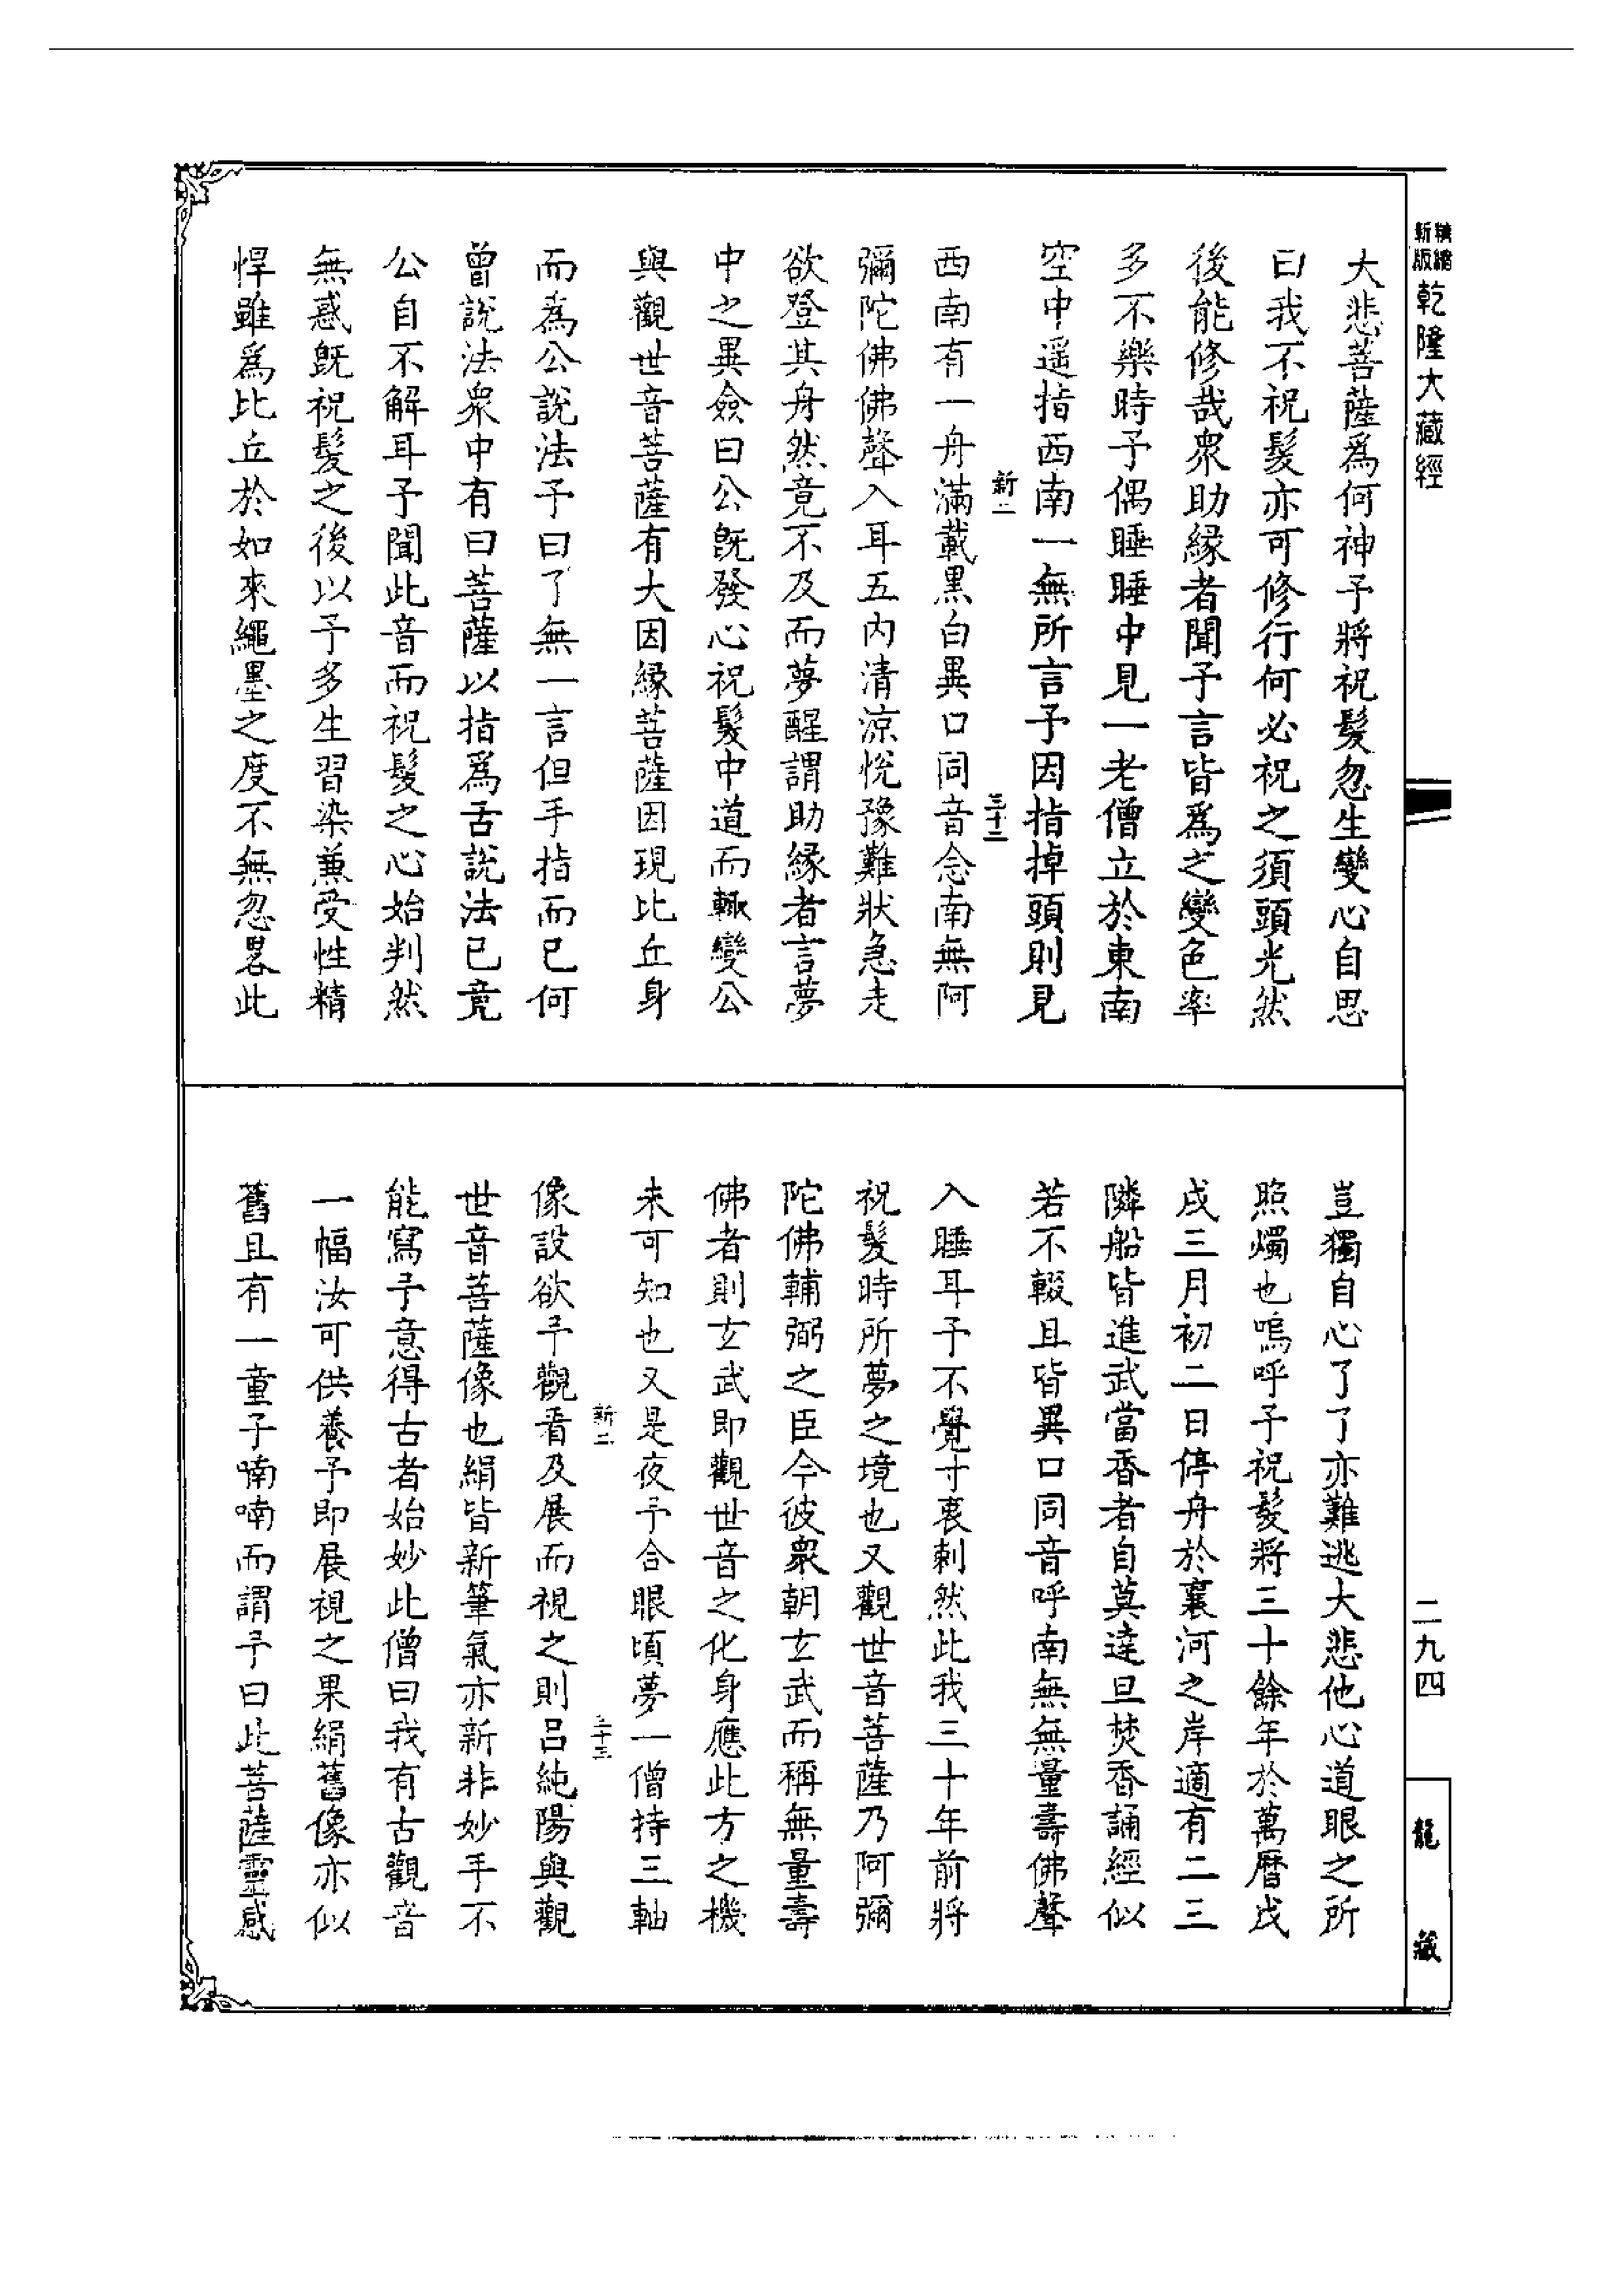 精縮
新版
乾隆大藏經
大悲菩薩爲何神予將祝髮忽生變心自思
曰我不祝髮亦可修行何必祝之須頭光然
後能修哉衆助緣者聞予言皆爲之變色率
多不樂時予偶睡睡中見一老僧立於東南
空中遥指西南一無所言予因指掉頭則見
新二
三十二
西南有一舟滿載黑白異口同音念南無阿
彌陀佛佛聲入耳五内清涼悅豫難狀急走
欲登其舟然竟不及而夢醒謂助緣者言夢
中之異僉曰公旣發心祝髮中道而輙變公
與觀世音菩薩有大因緣菩薩因現比丘身
而爲公說法予曰了無一言但手指而已何
曾說法衆中有曰菩薩以指爲舌說法已竟
公自不解耳予聞此音而祝髮之心始判然
無惑旣祝髮之後以予多生習染兼受性精
悍雖爲比丘於如來繩墨之度不無忽畧此
豈獨自心了了亦難逃大悲他心道眼之所
照燭也嗚呼予祝髮將三十餘年於萬曆戊
戌三月初二日停舟於襄河之岸適有二三
隣船皆進武當香者自莫達旦焚香誦經似
若不輟且皆異口同音呼南無無量壽佛聲
入睡耳予不覺寸衷剌然此我三十年前將
祝髮時所夢之境也又觀世音菩薩乃阿彌
陀佛輔弼之臣今彼衆朝玄武而稱無量壽
佛者則玄武即觀世音之化身應此方之機
未可知也又是夜予合眼頃夢一僧持三軸
新二
三十三
像設欲予觀看及展而視之則呂純陽與觀
世音菩薩像也絹皆新筆氣亦新非妙手不
能寫予意得古者始妙此僧曰我有古觀音
一幅汝可供養予即展視之果絹舊像亦似
舊且有一童子喃喃而謂予曰此菩薩靈感
二九四
龍藏